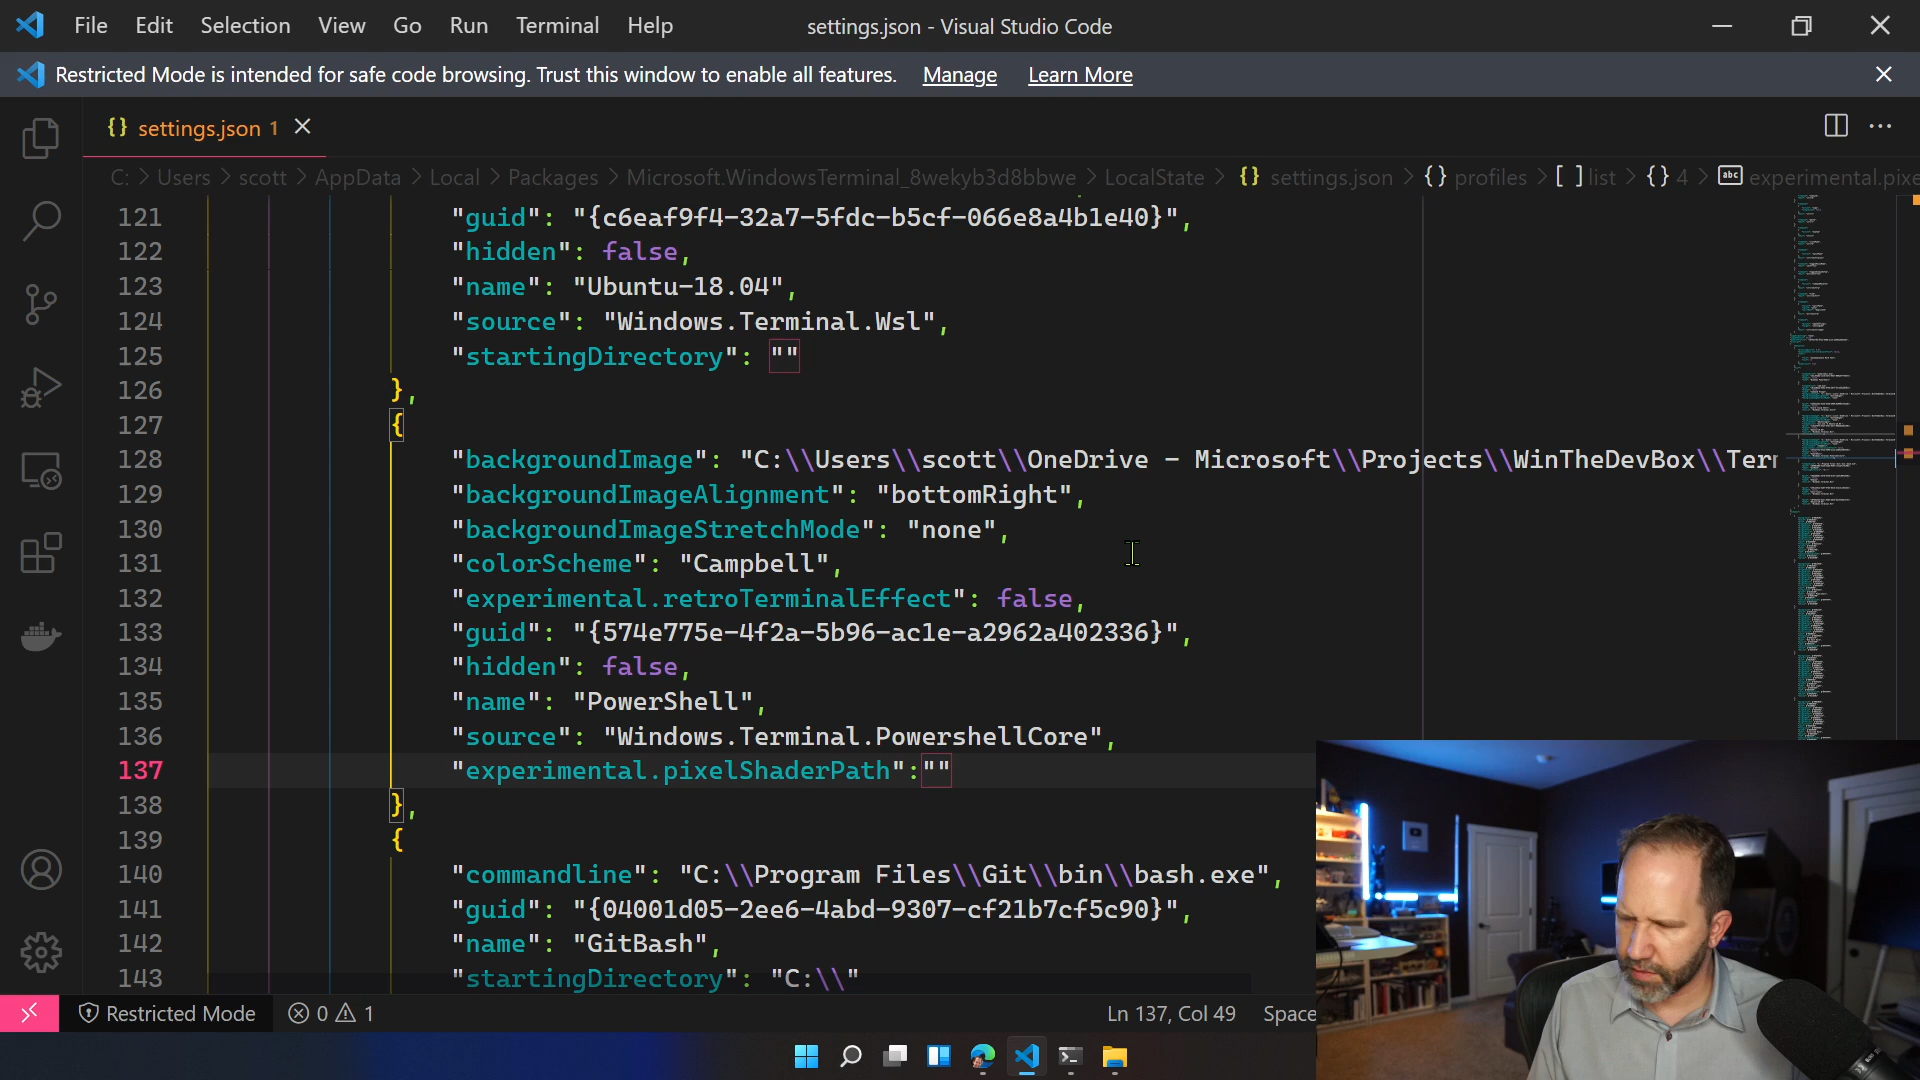 File Edit Selection View Go Run Terminal Help settings.json - Visual Studio Code
Restricted Mode is intended for safe code browsing. Trust this window to enable all features. Manage Learn More
{} settings.json 1
C: > Users > scott > AppData > Local > Packages > Microsoft.WindowsTerminal_8wekyb3d8bbwe > LocalState > {} settings.json > {} profiles > [ ] list > {} 4 > abc experimental.pixe
121 "guid": "{c6eaf9f4-32a7-5fdc-b5cf-066e8a4b1e40}",
122 "hidden": false,
123 "name": "Ubuntu-18.04",
124 "source": "Windows.Terminal.Wsl",
125 "startingDirectory": ""
126 },
127 {
128 "backgroundImage": "C:\\Users\\scott\\OneDrive - Microsoft\\Projects\\WinTheDevBox\\Terr
129 "backgroundImageAlignment": "bottomRight",
130 "backgroundImageStretchMode": "none",
131 "colorScheme": "Campbell",
132 "experimental.retroTerminalEffect": false,
133 "guid": "{574e775e-4f2a-5b96-ac1e-a2962a402336}",
134 "hidden": false,
135 "name": "PowerShell",
136 "source": "Windows.Terminal.PowershellCore",
137 "experimental.pixelShaderPath":""
138 },
139 {
140 "commandline": "C:\\Program Files\\Git\\bin\\bash.exe",
141 "guid": "{04001d05-2ee6-4abd-9307-cf21b7cf5c90}",
142 "name": "GitBash",
143 "startingDirectory": "C:\\"
Restricted Mode 0 1 Ln 137, Col 49 Space